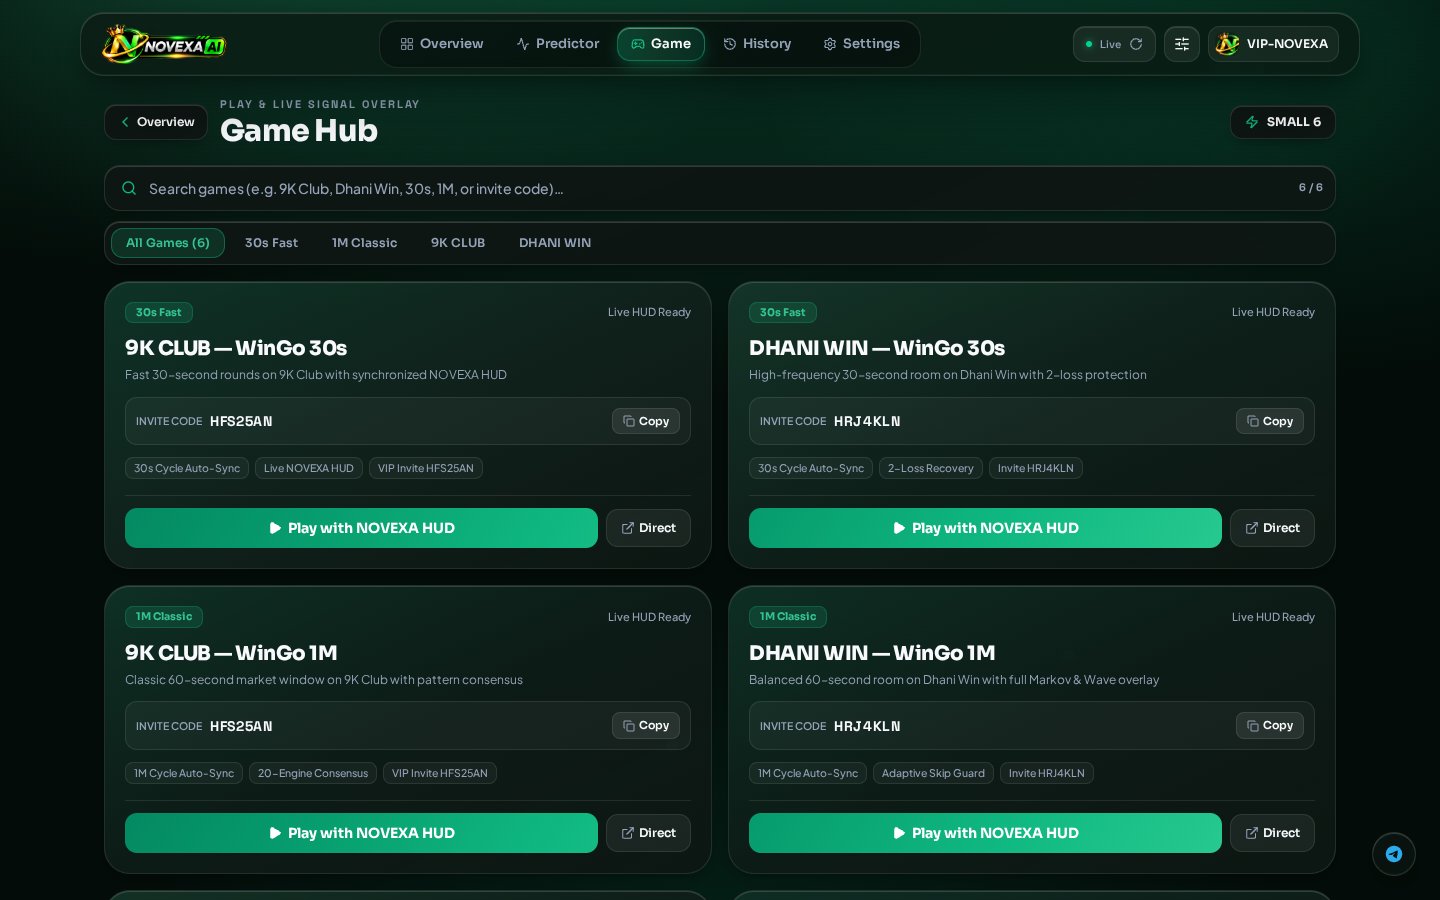 NOVEXA AI
Overview
Predictor
Game
History
Settings
Live
VIP-NOVEXA
Overview
PLAY & LIVE SIGNAL OVERLAY
Game Hub
SMALL 6
Search games (e.g. 9K Club, Dhani Win, 30s, 1M, or invite code)...
6 / 6
All Games (6)
30s Fast
1M Classic
9K CLUB
DHANI WIN
30s Fast
Live HUD Ready
9K CLUB — WinGo 30s
Fast 30-second rounds on 9K Club with synchronized NOVEXA HUD
INVITE CODE HFS25AN
Copy
30s Cycle Auto-Sync
Live NOVEXA HUD
VIP Invite HFS25AN
Play with NOVEXA HUD
Direct
30s Fast
Live HUD Ready
DHANI WIN — WinGo 30s
High-frequency 30-second room on Dhani Win with 2-loss protection
INVITE CODE HRJ4KLN
Copy
30s Cycle Auto-Sync
2-Loss Recovery
Invite HRJ4KLN
Play with NOVEXA HUD
Direct
1M Classic
Live HUD Ready
9K CLUB — WinGo 1M
Classic 60-second market window on 9K Club with pattern consensus
INVITE CODE HFS25AN
Copy
1M Cycle Auto-Sync
20-Engine Consensus
VIP Invite HFS25AN
Play with NOVEXA HUD
Direct
1M Classic
Live HUD Ready
DHANI WIN — WinGo 1M
Balanced 60-second room on Dhani Win with full Markov & Wave overlay
INVITE CODE HRJ4KLN
Copy
1M Cycle Auto-Sync
Adaptive Skip Guard
Invite HRJ4KLN
Play with NOVEXA HUD
Direct